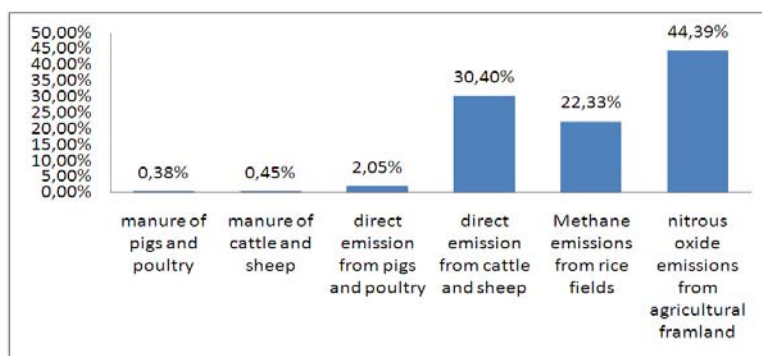 50,00%
45,00%
40,00%
35,00%
30,00%
25,00%
20,00%
15,00%
10,00%
5,00%
0,00%
0,38%
0,45%
2,05%
30,40%
22,33%
44,39%
manure of
pigs and
poultry
manure of
cattle and
sheep
direct
emission
from pigs
and poultry
direct
emission
from cattle
and sheep
Methane
emissions
from rice
fields
nitrous
oxide
emissions
from
agricultural
framland